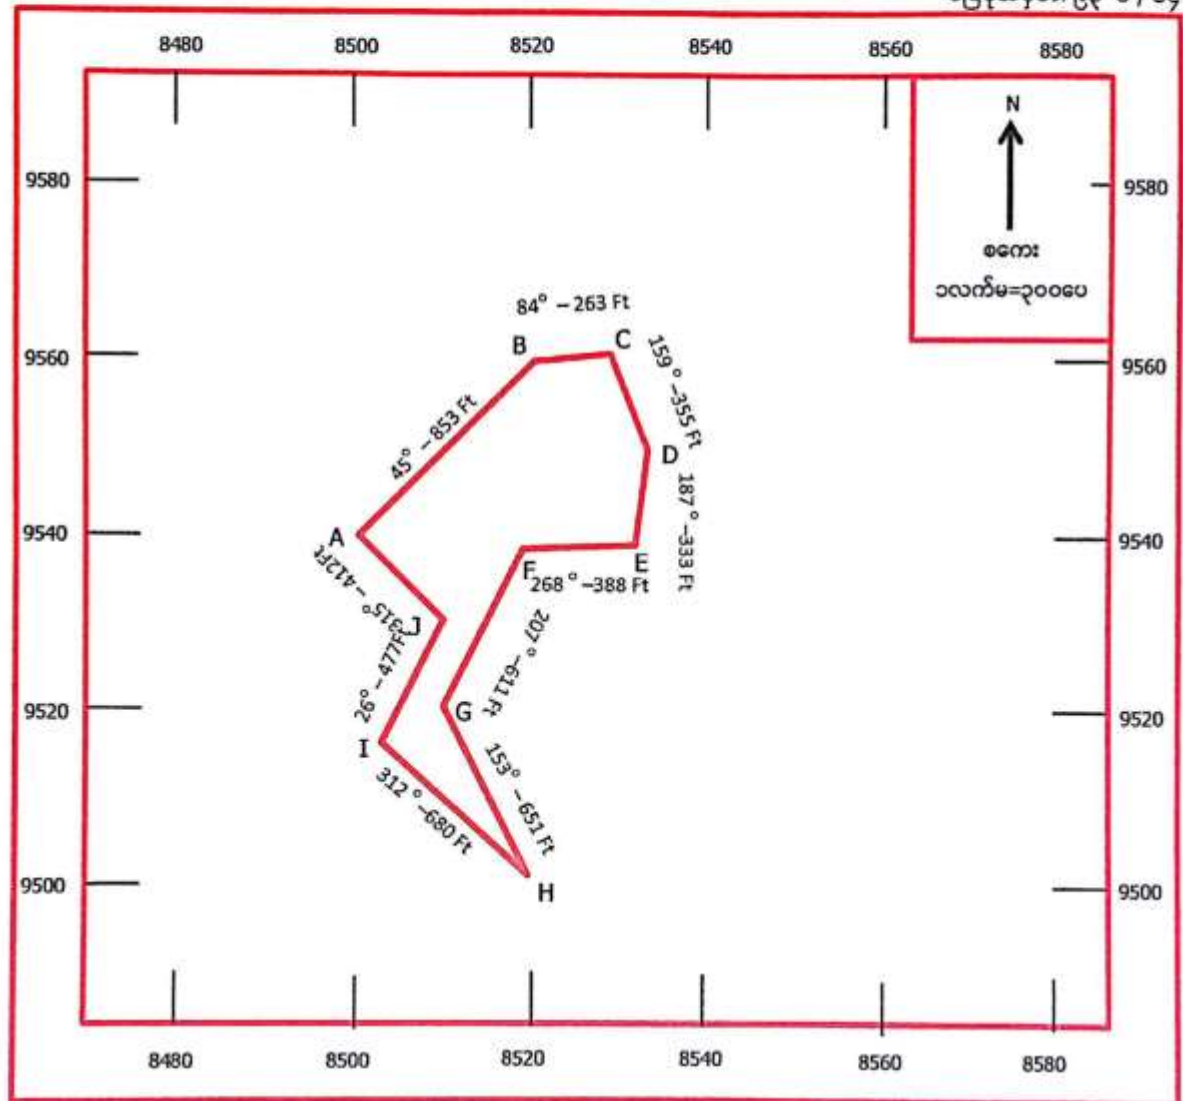 8480 8500 8520 8540 8560 8580
N
9580 9580
စကေး
၁လက်မ=၃၀၀ပေ
84° – 263 Ft
B C
9560 9560
159° –355 Ft
45° – 853 Ft
D
187° –333 Ft
9540 A 9540
F E
268° –388 Ft
315° –412Ft
J
207° –611 Ft
26° – 477F
9520 G 9520
I
153° – 651 Ft
312° –680 Ft
9500 H 9500
8480 8500 8520 8540 8560 8580